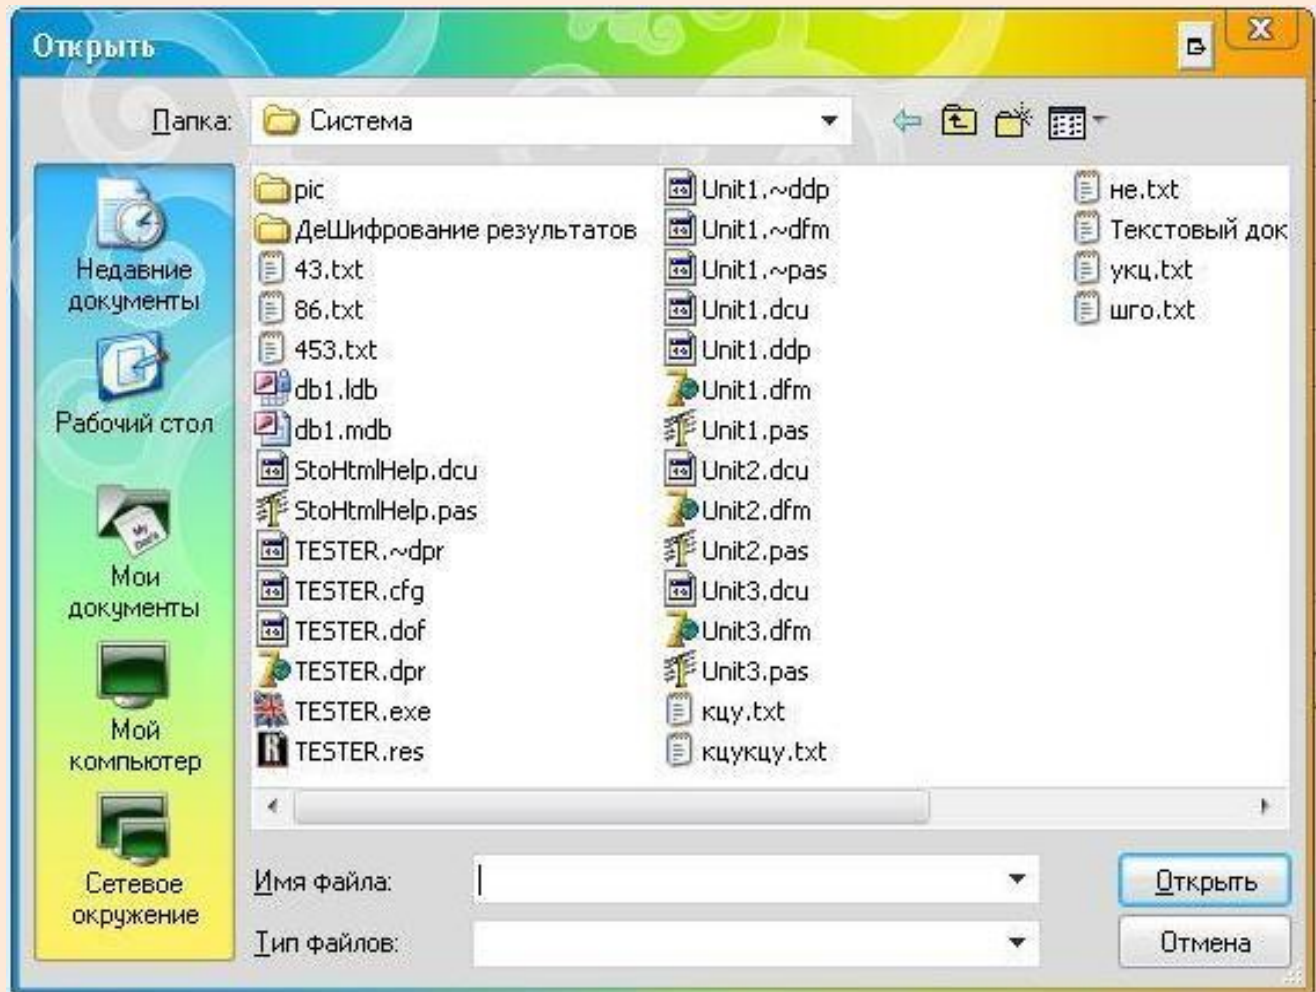 Открыть
Папка:
Система
Недавние
документы
Рабочий стол
Мои
документы
Мой
компьютер
Сетевое
окружение
pic
ДеШифрование результатов
43.txt
86.txt
453.txt
db1.ldb
db1.mdb
StoHtmlHelp.dcu
StoHtmlHelp.pas
TESTER.~dpr
TESTER.cfg
TESTER.dof
TESTER.dpr
TESTER.exe
TESTER.res
Unit1.~ddp
Unit1.~dfm
Unit1.~pas
Unit1.dcu
Unit1.ddp
Unit1.dfm
Unit1.pas
Unit2.dcu
Unit2.dfm
Unit2.pas
Unit3.dcu
Unit3.dfm
Unit3.pas
кцу.txt
кцукцу.txt
не.txt
Текстовый док
укц.txt
шго.txt
Имя файла:
Открыть
Тип файлов:
Отмена